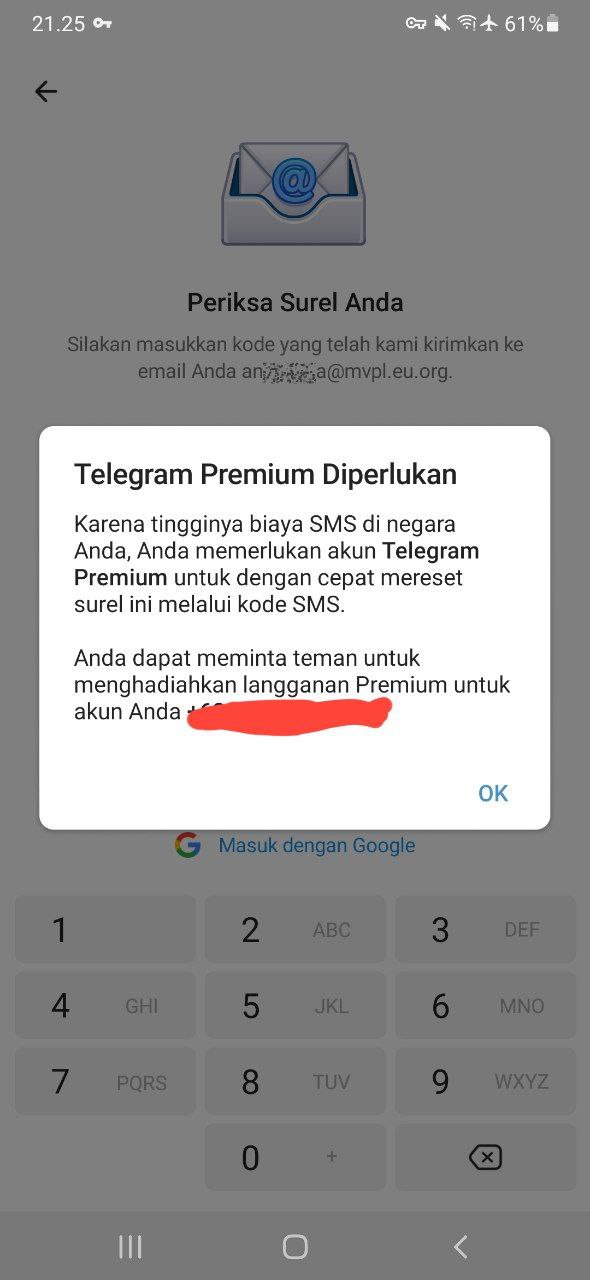 21.25
61%
Periksa Surel Anda
Silakan masukkan kode yang telah kami kirimkan ke
email Anda an a@mvpl.eu.org.
Telegram Premium Diperlukan
Karena tingginya biaya SMS di negara
Anda, Anda memerlukan akun Telegram
Premium untuk dengan cepat mereset
surel ini melalui kode SMS.
Anda dapat meminta teman untuk
menghadiahkan langganan Premium untuk
akun Anda
OK
Masuk dengan Google
1
2 ABC
3 DEF
4 GHI
5 JKL
6 MNO
7 PQRS
8 TUV
9 WXYZ
0 +